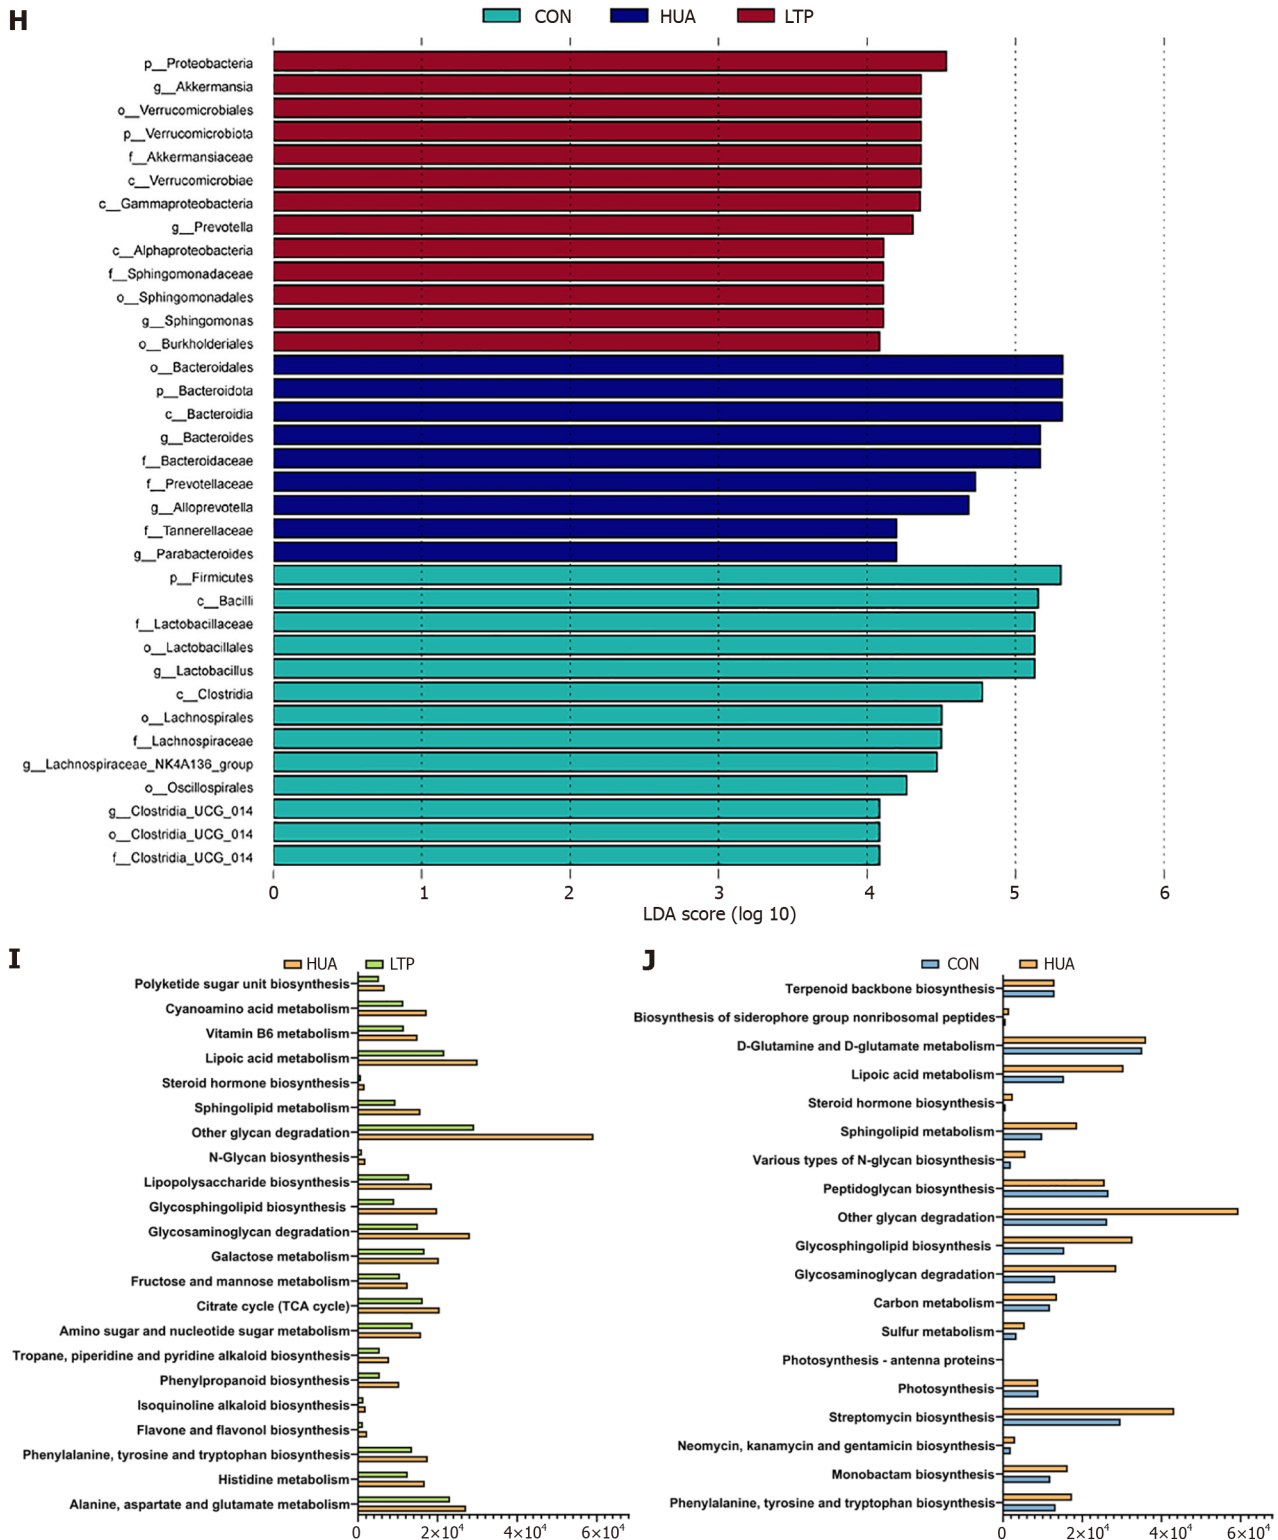 H
CON HUA LTP
p__Proteobacteria
g__Akkermansia
o__Verrucomicrobiales
p__Verrucomicrobiota
f__Akkermansiaceae
c__Verrucomicrobiae
c__Gammaproteobacteria
g__Prevotella
c__Alphaproteobacteria
f__Sphingomonadaceae
o__Sphingomonadales
g__Sphingomonas
o__Burkholderiales
o__Bacteroidales
p__Bacteroidota
c__Bacteroidia
g__Bacteroides
f__Bacteroidaceae
f__Prevotellaceae
g__Alloprevotella
f__Tannerellaceae
g__Parabacteroides
p__Firmicutes
c__Bacilli
f__Lactobacillaceae
o__Lactobacillales
g__Lactobacillus
c__Clostridia
o__Lachnospirales
f__Lachnospiraceae
g__Lachnospiraceae_NK4A136_group
o__Oscillospirales
g__Clostridia_UCG_014
o__Clostridia_UCG_014
f__Clostridia_UCG_014
0 1 2 3 4 5 6
LDA score (log 10)
I
HUA LTP
Polyketide sugar unit biosynthesis
Cyanoamino acid metabolism
Vitamin B6 metabolism
Lipoic acid metabolism
Steroid hormone biosynthesis
Sphingolipid metabolism
Other glycan degradation
N-Glycan biosynthesis
Lipopolysaccharide biosynthesis
Glycosphingolipid biosynthesis
Glycosaminoglycan degradation
Galactose metabolism
Fructose and mannose metabolism
Citrate cycle (TCA cycle)
Amino sugar and nucleotide sugar metabolism
Tropane, piperidine and pyridine alkaloid biosynthesis
Phenylpropanoid biosynthesis
Isoquinoline alkaloid biosynthesis
Flavone and flavonol biosynthesis
Phenylalanine, tyrosine and tryptophan biosynthesis
Histidine metabolism
Alanine, aspartate and glutamate metabolism
0 2×10⁴ 4×10⁴ 6×10⁴
J
CON HUA
Terpenoid backbone biosynthesis
Biosynthesis of siderophore group nonribosomal peptides
D-Glutamine and D-glutamate metabolism
Lipoic acid metabolism
Steroid hormone biosynthesis
Sphingolipid metabolism
Various types of N-glycan biosynthesis
Peptidoglycan biosynthesis
Other glycan degradation
Glycosphingolipid biosynthesis
Glycosaminoglycan degradation
Carbon metabolism
Sulfur metabolism
Photosynthesis - antenna proteins
Photosynthesis
Streptomycin biosynthesis
Neomycin, kanamycin and gentamicin biosynthesis
Monobactam biosynthesis
Phenylalanine, tyrosine and tryptophan biosynthesis
0 2×10⁴ 4×10⁴ 6×10⁴